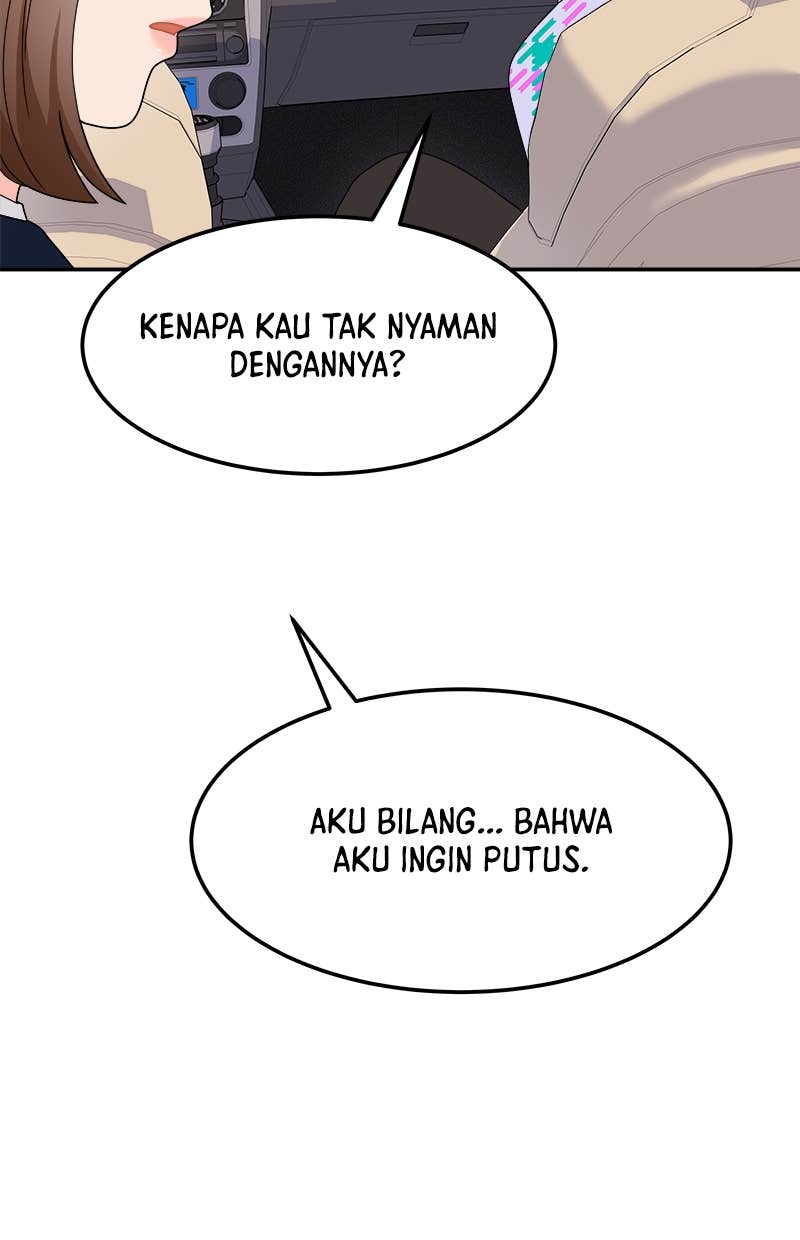 KENAPA KAU TAK NYAMAN
DENGANNYA?
AKU BILANG... BAHWA
AKU INGIN PUTUS.